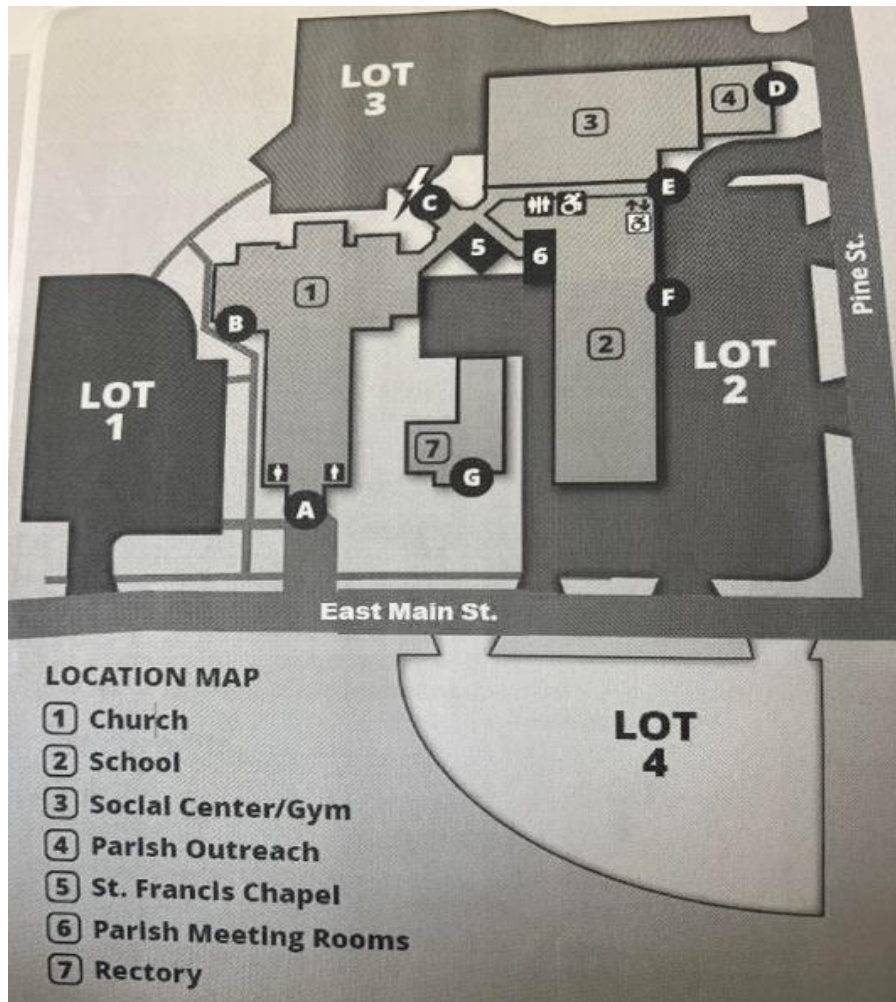 LOT
3
3
4
D
C
E
5
6
1
B
F
2
LOT
2
LOT
1
7
G
A
Pine St.
East Main St.
LOCATION MAP
1 Church
2 School
3 Social Center/Gym
4 Parish Outreach
5 St. Francis Chapel
6 Parish Meeting Rooms
7 Rectory
LOT
4